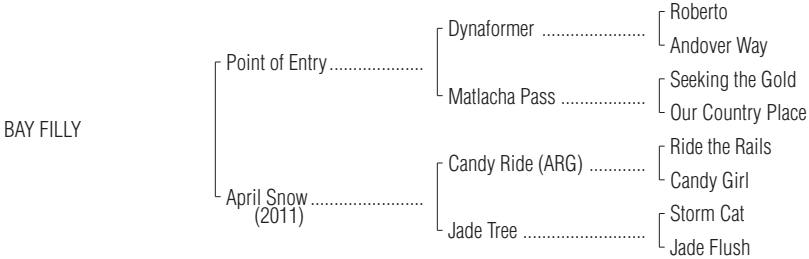 Roberto
Dynaformer ......................
Andover Way
Point of Entry....................
Seeking the Gold
Matlacha Pass ..................
Our Country Place
BAY FILLY
Ride the Rails
Candy Ride (ARG) ............
Candy Girl
April Snow........................
(2011)
Storm Cat
Jade Tree ..........................
Jade Flush